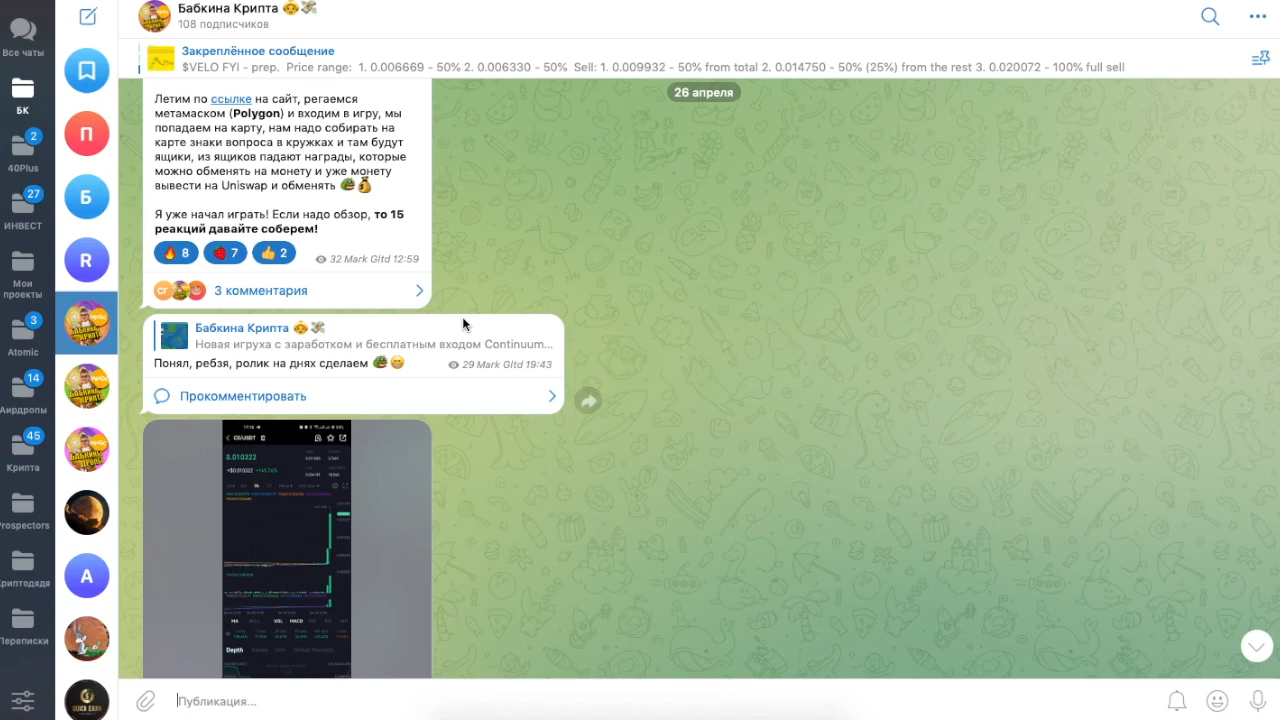 Все чаты
БК
2
40Plus
27
ИНВЕСТ
Мои
проекты
3
Atomic
14
Аирдропы
45
Крипта
Prospectors
Криптодядя
Переписки
П
Б
R
A
Бабкина Крипта
108 подписчиков
Закреплённое сообщение
$VELO FYI - prep. Price range: 1. 0.006669 - 50% 2. 0.006330 - 50% Sell: 1. 0.009932 - 50% from total 2. 0.014750 - 50% (25%) from the rest 3. 0.020072 - 100% full sell
26 апреля
Летим по ссылке на сайт, регаемся
метамаском (Polygon) и входим в игру, мы
попадаем на карту, нам надо собирать на
карте знаки вопроса в кружках и там будут
ящики, из ящиков падают награды, которые
можно обменять на монету и уже монету
вывести на Uniswap и обменять 🐸💰
Я уже начал играть! Если надо обзор, то 15
реакций давайте соберем!
🔥 8 🍓 7 👍 2
32 Mark Gltd 12:59
СГ
3 комментария
Бабкина Крипта
Новая игруха с заработком и бесплатным входом Continuum...
Понял, ребзя, ролик на днях сделаем 🐸😁
29 Mark Gltd 19:43
Прокомментировать
0.010322
Depth
Публикация...